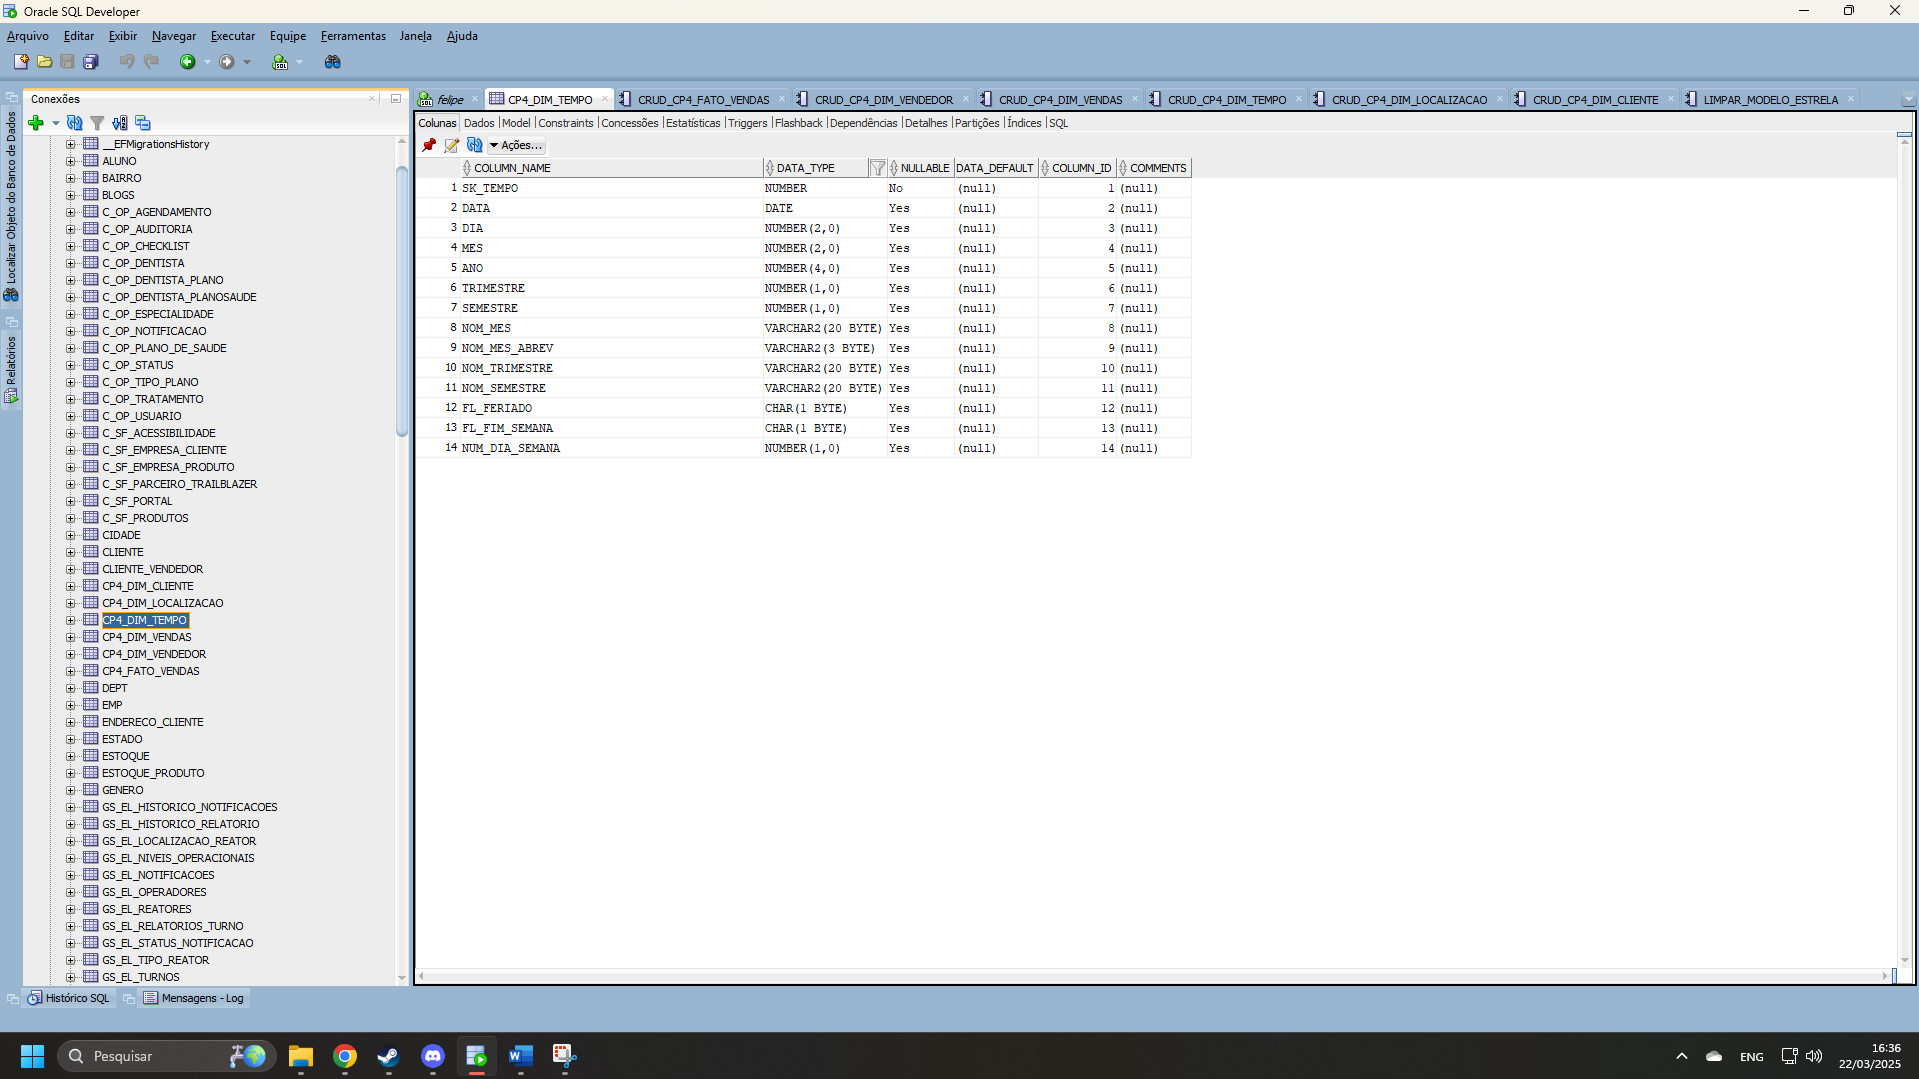 Oracle SQL Developer
Arquivo Editar Exibir Navegar Executar Equipe Ferramentas Janela Ajuda
Localizar Objeto do Banco de Dados
Relatórios
Conexões
__EFMigrationsHistory
ALUNO
BAIRRO
BLOGS
C_OP_AGENDAMENTO
C_OP_AUDITORIA
C_OP_CHECKLIST
C_OP_DENTISTA
C_OP_DENTISTA_PLANO
C_OP_DENTISTA_PLANOSAUDE
C_OP_ESPECIALIDADE
C_OP_NOTIFICACAO
C_OP_PLANO_DE_SAUDE
C_OP_STATUS
C_OP_TIPO_PLANO
C_OP_TRATAMENTO
C_OP_USUARIO
C_SF_ACESSIBILIDADE
C_SF_EMPRESA_CLIENTE
C_SF_EMPRESA_PRODUTO
C_SF_PARCEIRO_TRAILBLAZER
C_SF_PORTAL
C_SF_PRODUTOS
CIDADE
CLIENTE
CLIENTE_VENDEDOR
CP4_DIM_CLIENTE
CP4_DIM_LOCALIZACAO
CP4_DIM_TEMPO
CP4_DIM_VENDAS
CP4_DIM_VENDEDOR
CP4_FATO_VENDAS
DEPT
EMP
ENDERECO_CLIENTE
ESTADO
ESTOQUE
ESTOQUE_PRODUTO
GENERO
GS_EL_HISTORICO_NOTIFICACOES
GS_EL_HISTORICO_RELATORIO
GS_EL_LOCALIZACAO_REATOR
GS_EL_NIVEIS_OPERACIONAIS
GS_EL_NOTIFICACOES
GS_EL_OPERADORES
GS_EL_REATORES
GS_EL_RELATORIOS_TURNO
GS_EL_STATUS_NOTIFICACAO
GS_EL_TIPO_REATOR
GS_EL_TURNOS
felipe CP4_DIM_TEMPO CRUD_CP4_FATO_VENDAS CRUD_CP4_DIM_VENDEDOR CRUD_CP4_DIM_VENDAS CRUD_CP4_DIM_TEMPO CRUD_CP4_DIM_LOCALIZACAO CRUD_CP4_DIM_CLIENTE LIMPAR_MODELO_ESTRELA
Colunas Dados |Model |Constraints |Concessões |Estatísticas |Triggers |Flashback |Dependências |Detalhes |Partições |Índices |SQL
Ações...
COLUMN_NAME DATA_TYPE NULLABLE DATA_DEFAULT COLUMN_ID COMMENTS
1 SK_TEMPO NUMBER No (null) 1 (null)
2 DATA DATE Yes (null) 2 (null)
3 DIA NUMBER(2,0) Yes (null) 3 (null)
4 MES NUMBER(2,0) Yes (null) 4 (null)
5 ANO NUMBER(4,0) Yes (null) 5 (null)
6 TRIMESTRE NUMBER(1,0) Yes (null) 6 (null)
7 SEMESTRE NUMBER(1,0) Yes (null) 7 (null)
8 NOM_MES VARCHAR2(20 BYTE) Yes (null) 8 (null)
9 NOM_MES_ABREV VARCHAR2(3 BYTE) Yes (null) 9 (null)
10 NOM_TRIMESTRE VARCHAR2(20 BYTE) Yes (null) 10 (null)
11 NOM_SEMESTRE VARCHAR2(20 BYTE) Yes (null) 11 (null)
12 FL_FERIADO CHAR(1 BYTE) Yes (null) 12 (null)
13 FL_FIM_SEMANA CHAR(1 BYTE) Yes (null) 13 (null)
14 NUM_DIA_SEMANA NUMBER(1,0) Yes (null) 14 (null)
Histórico SQL Mensagens - Log
Pesquisar
ENG
16:36
22/03/2025